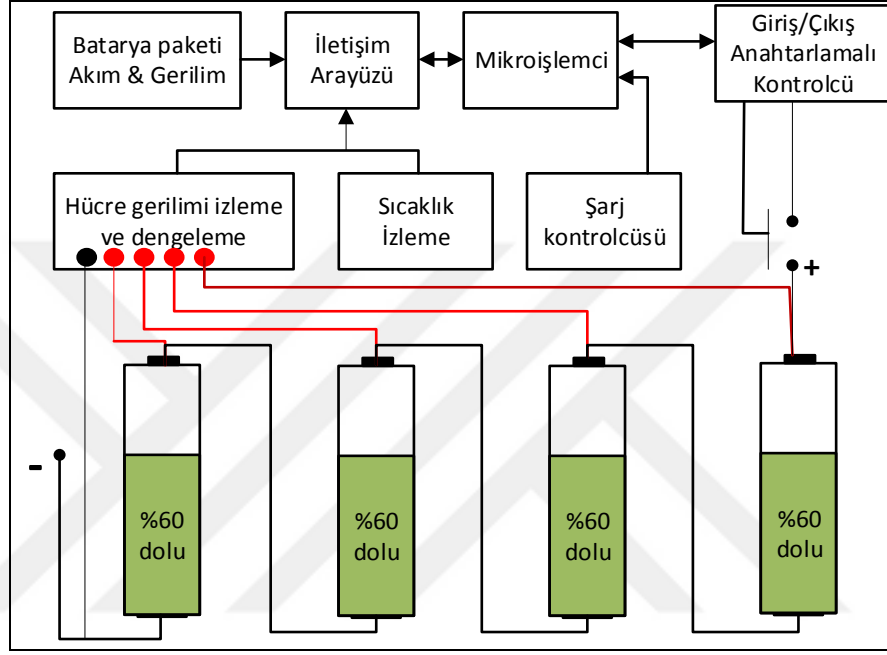 Batarya paketi
Akım & Gerilim
İletişim
Arayüzü
Mikroişlemci
Giriş/Çıkış
Anahtarlamalı
Kontrolcü
Hücre gerilimi izleme
ve dengeleme
Sıcaklık
İzleme
Şarj
kontrolcüsü
+
-
%60
dolu
%60
dolu
%60
dolu
%60
dolu